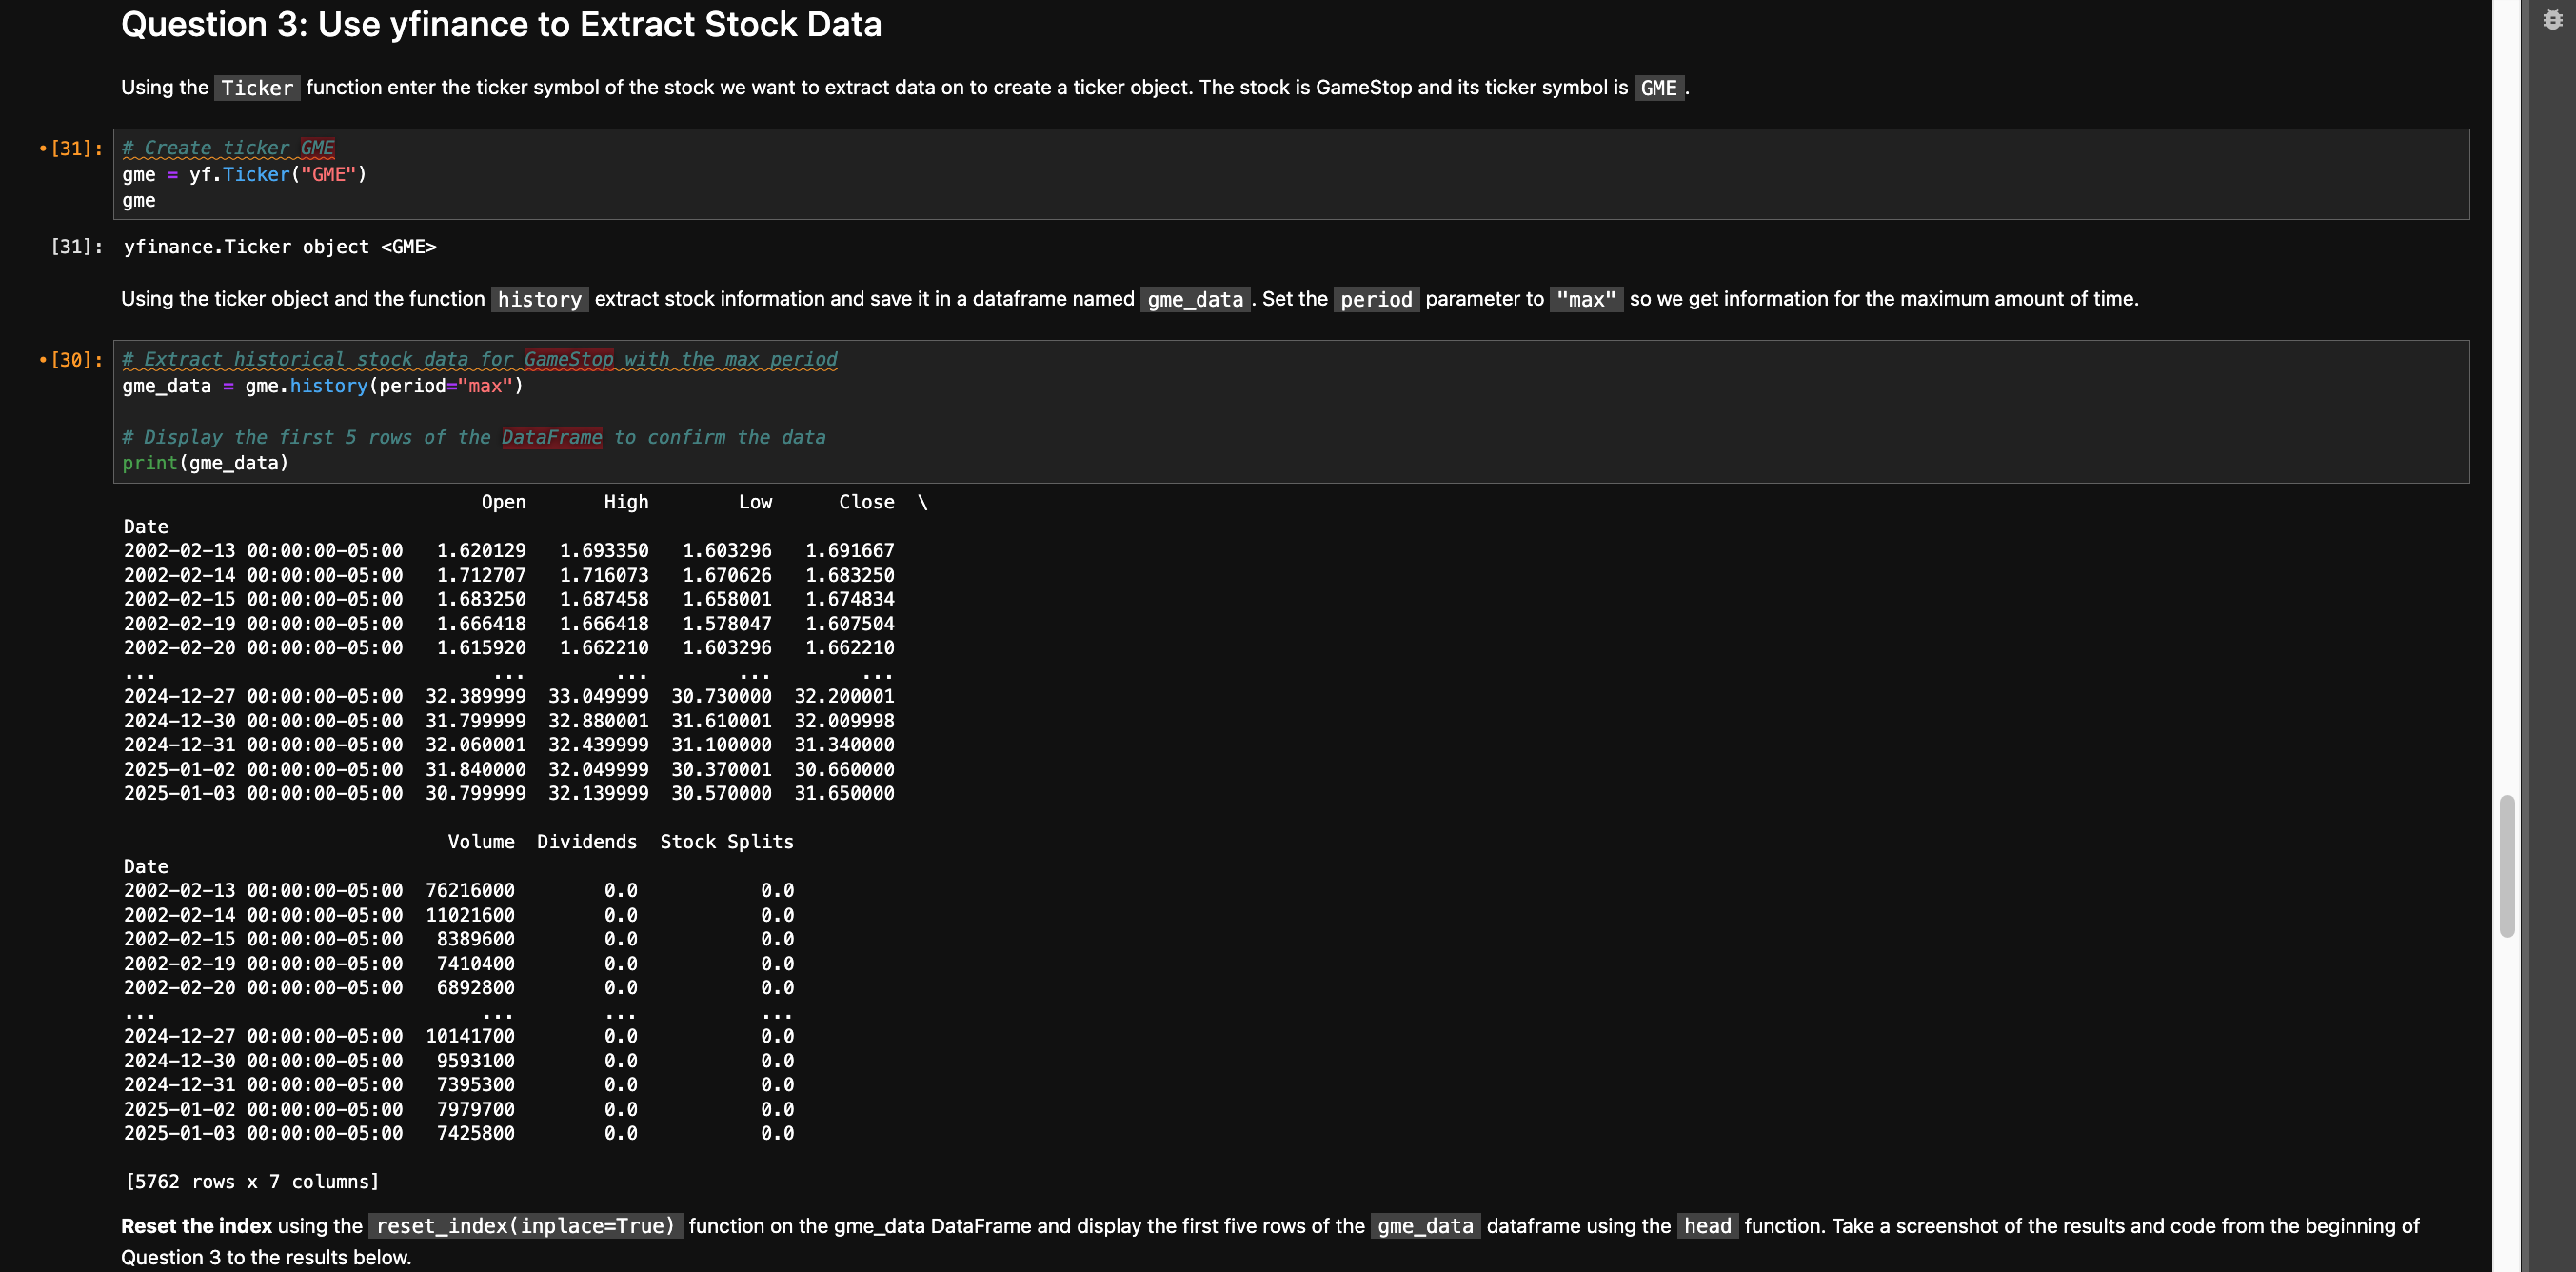 Question 3: Use yfinance to Extract Stock Data
Using the Ticker function enter the ticker symbol of the stock we want to extract data on to create a ticker object. The stock is GameStop and its ticker symbol is GME .
•[31]: # Create ticker GME
gme = yf.Ticker("GME")
gme
[31]: yfinance.Ticker object <GME>
Using the ticker object and the function history extract stock information and save it in a dataframe named gme_data . Set the period parameter to "max" so we get information for the maximum amount of time.
•[30]: # Extract historical stock data for GameStop with the max period
gme_data = gme.history(period="max")
# Display the first 5 rows of the DataFrame to confirm the data
print(gme_data)
Open High Low Close \
Date
2002-02-13 00:00:00-05:00 1.620129 1.693350 1.603296 1.691667
2002-02-14 00:00:00-05:00 1.712707 1.716073 1.670626 1.683250
2002-02-15 00:00:00-05:00 1.683250 1.687458 1.658001 1.674834
2002-02-19 00:00:00-05:00 1.666418 1.666418 1.578047 1.607504
2002-02-20 00:00:00-05:00 1.615920 1.662210 1.603296 1.662210
... ... ... ... ...
2024-12-27 00:00:00-05:00 32.389999 33.049999 30.730000 32.200001
2024-12-30 00:00:00-05:00 31.799999 32.880001 31.610001 32.009998
2024-12-31 00:00:00-05:00 32.060001 32.439999 31.100000 31.340000
2025-01-02 00:00:00-05:00 31.840000 32.049999 30.370001 30.660000
2025-01-03 00:00:00-05:00 30.799999 32.139999 30.570000 31.650000
Volume Dividends Stock Splits
Date
2002-02-13 00:00:00-05:00 76216000 0.0 0.0
2002-02-14 00:00:00-05:00 11021600 0.0 0.0
2002-02-15 00:00:00-05:00 8389600 0.0 0.0
2002-02-19 00:00:00-05:00 7410400 0.0 0.0
2002-02-20 00:00:00-05:00 6892800 0.0 0.0
... ... ... ...
2024-12-27 00:00:00-05:00 10141700 0.0 0.0
2024-12-30 00:00:00-05:00 9593100 0.0 0.0
2024-12-31 00:00:00-05:00 7395300 0.0 0.0
2025-01-02 00:00:00-05:00 7979700 0.0 0.0
2025-01-03 00:00:00-05:00 7425800 0.0 0.0
[5762 rows x 7 columns]
Reset the index using the reset_index(inplace=True) function on the gme_data DataFrame and display the first five rows of the gme_data dataframe using the head function. Take a screenshot of the results and code from the beginning of
Question 3 to the results below.